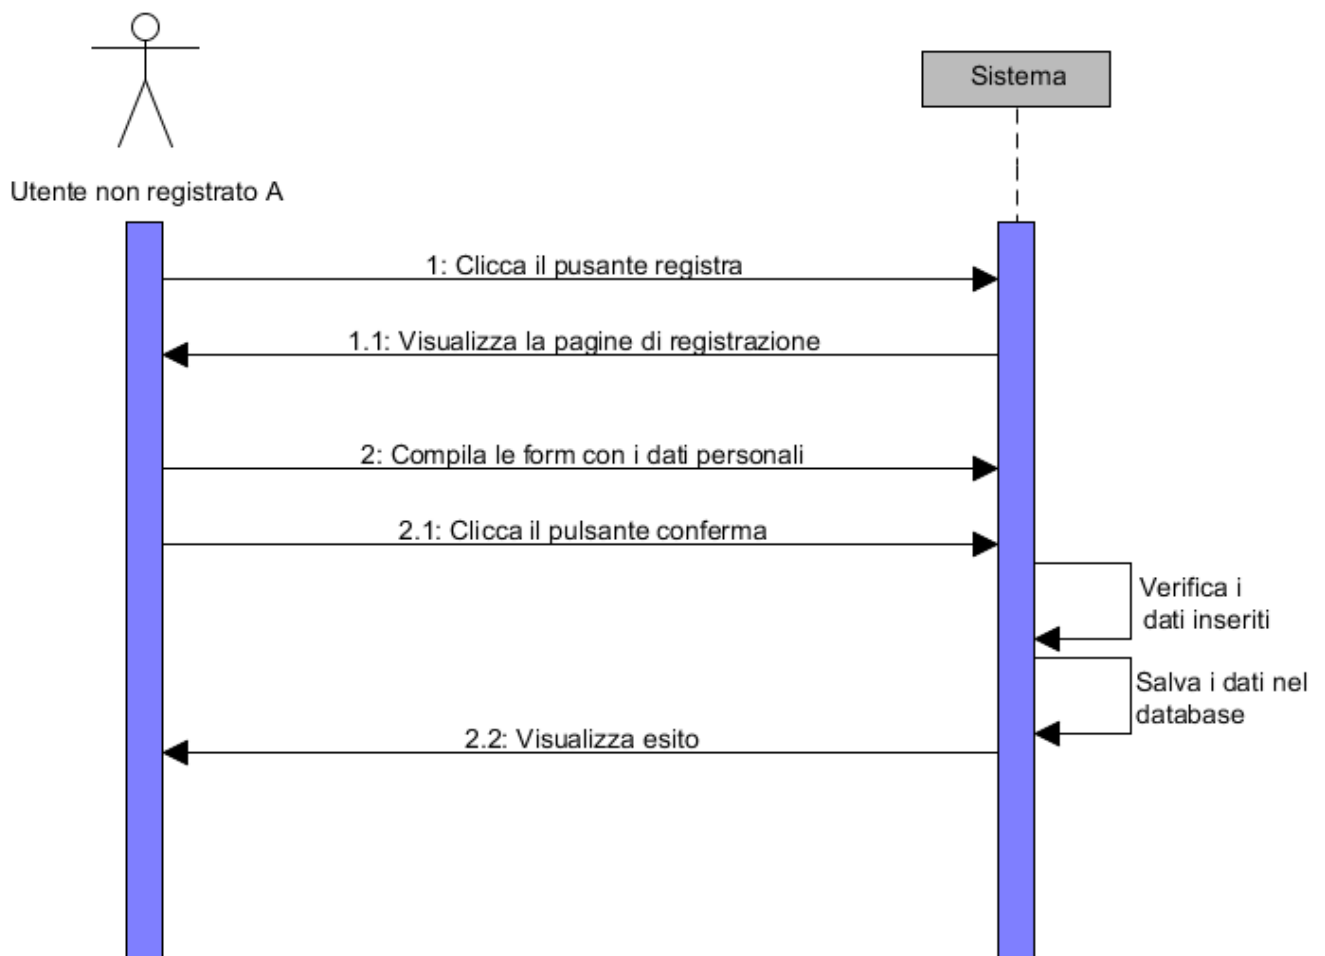 Sistema
Utente non registrato A
1: Clicca il pusante registra
1.1: Visualizza la pagine di registrazione
2: Compila le form con i dati personali
2.1: Clicca il pulsante conferma
Verifica i
dati inseriti
Salva i dati nel
database
2.2: Visualizza esito